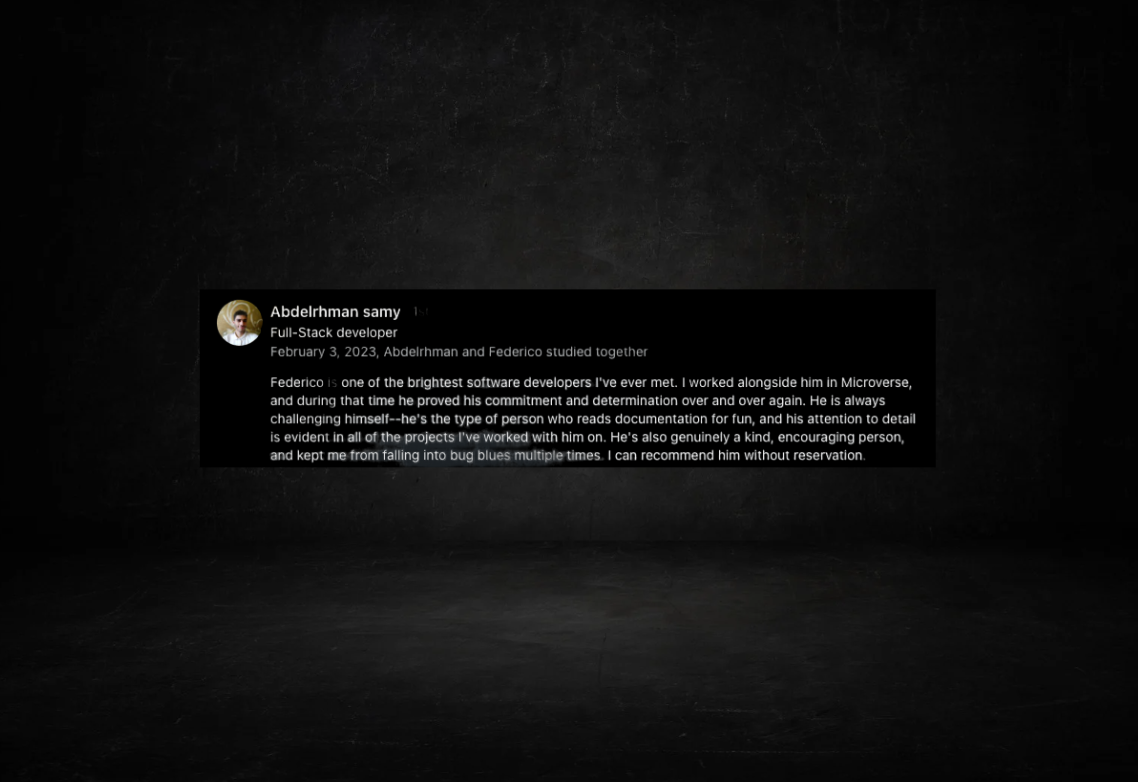 Abdelrhman samy
Full-Stack developer
February 3, 2023, Abdelrhman and Federico studied together
Federico is one of the brightest software developers I've ever met. I worked alongside him in Microverse,
and during that time he proved his commitment and determination over and over again. He is always
challenging himself--he's the type of person who reads documentation for fun, and his attention to detail
is evident in all of the projects I've worked with him on. He's also genuinely a kind, encouraging person,
and kept me from falling into bug blues multiple times. I can recommend him without reservation.